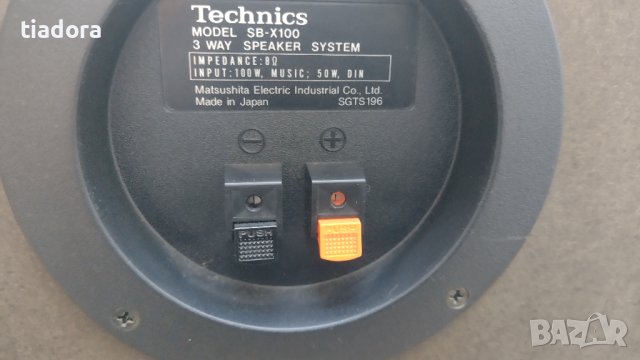 tiadora
Technics
MODEL SB-X100
3 WAY SPEAKER SYSTEM
IMPEDANCE:8Ω
INPUT:100W, MUSIC; 50W, DIN
Matsushita Electric Industrial Co., Ltd.
Made in Japan SGTS196
− +
PUSH PUSH
BAZAR